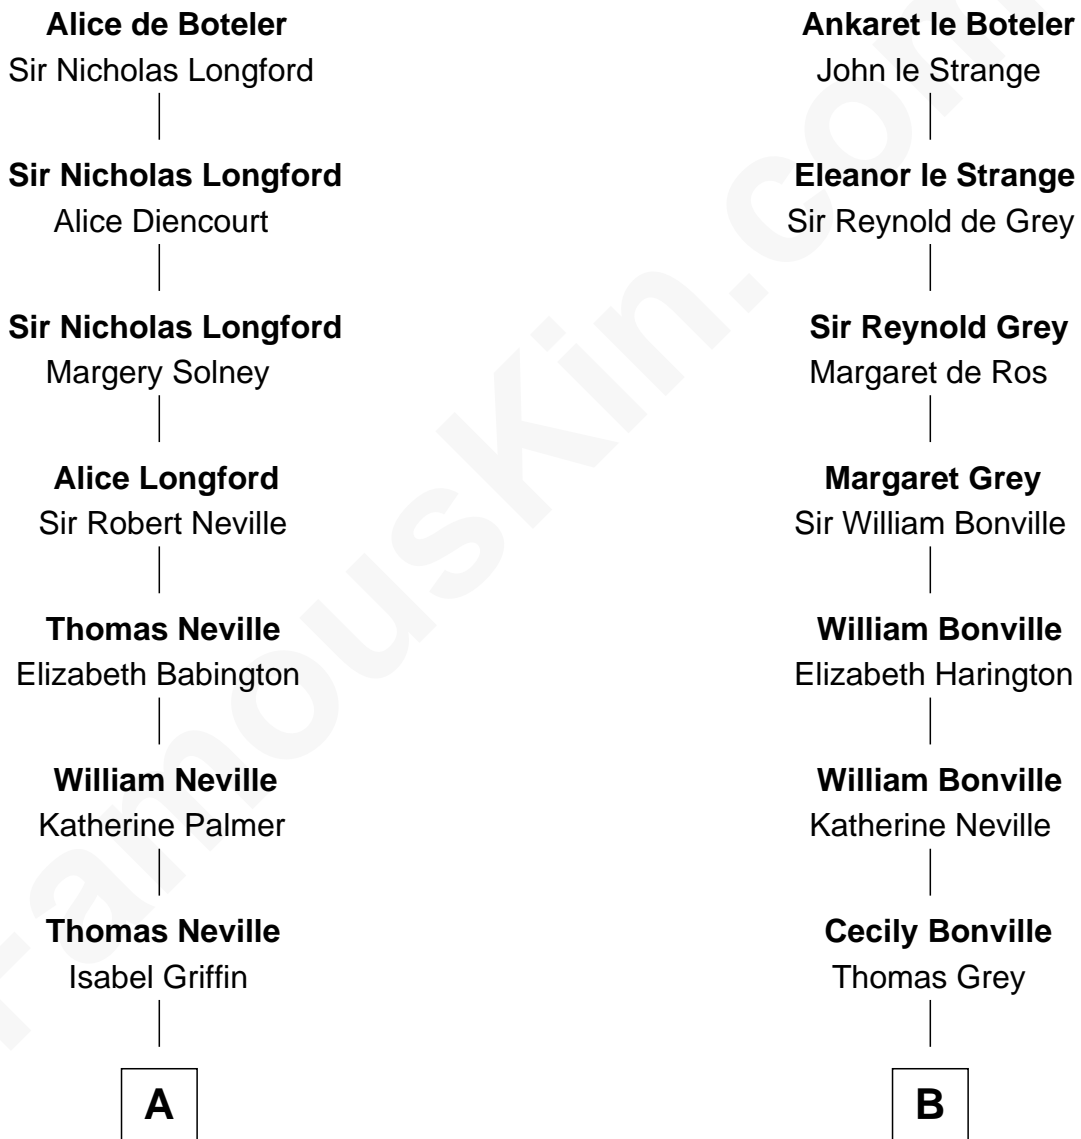 Alice de Boteler
Sir Nicholas Longford
Sir Nicholas Longford
Alice Diencourt
Sir Nicholas Longford
Margery Solney
Alice Longford
Sir Robert Neville
Thomas Neville
Elizabeth Babington
William Neville
Katherine Palmer
Thomas Neville
Isabel Griffin
A
Ankaret le Boteler
John le Strange
Eleanor le Strange
Sir Reynold de Grey
Sir Reynold Grey
Margaret de Ros
Margaret Grey
Sir William Bonville
William Bonville
Elizabeth Harington
William Bonville
Katherine Neville
Cecily Bonville
Thomas Grey
B
FamousKin.com